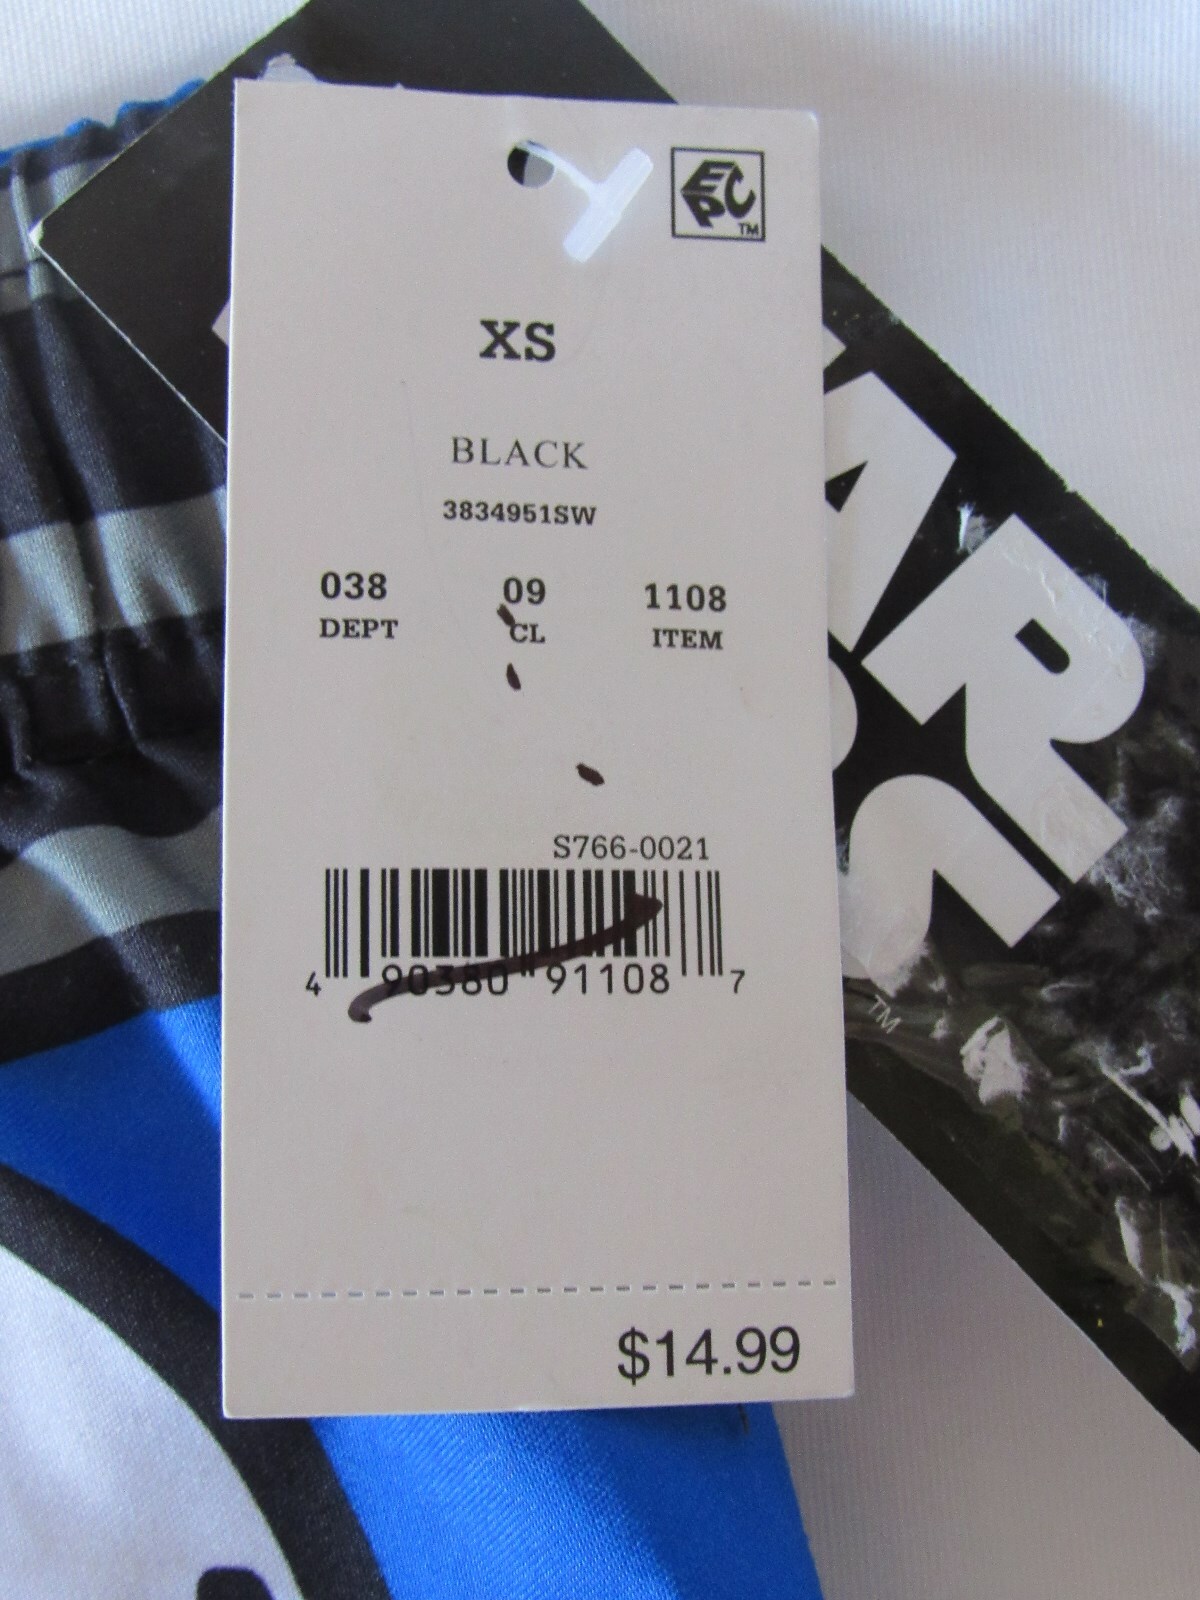 EPC
TM
XS
BLACK
3834951SW
038 09 1108
DEPT CL ITEM
S766-0021
4 90380 91108 7
$14.99
AR
TM